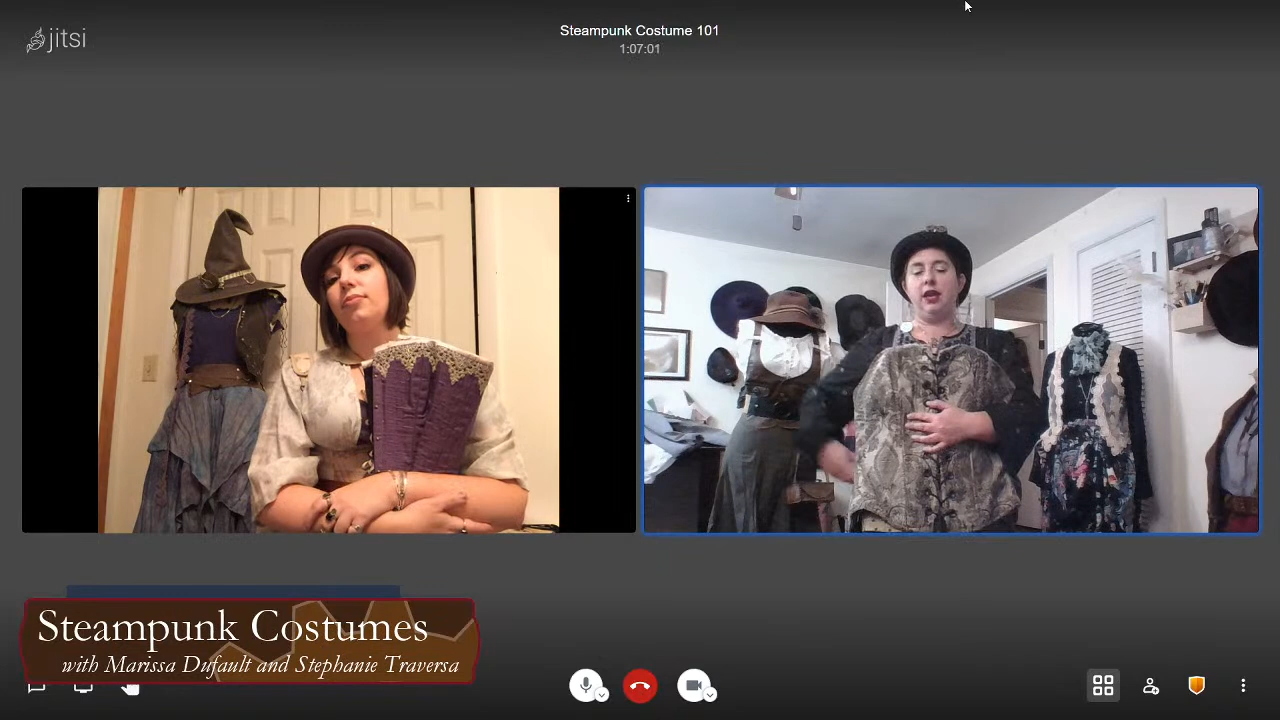 jitsi
Steampunk Costume 101
1:07:01
Steampunk Costumes
with Marissa Dufault and Stephanie Traversa